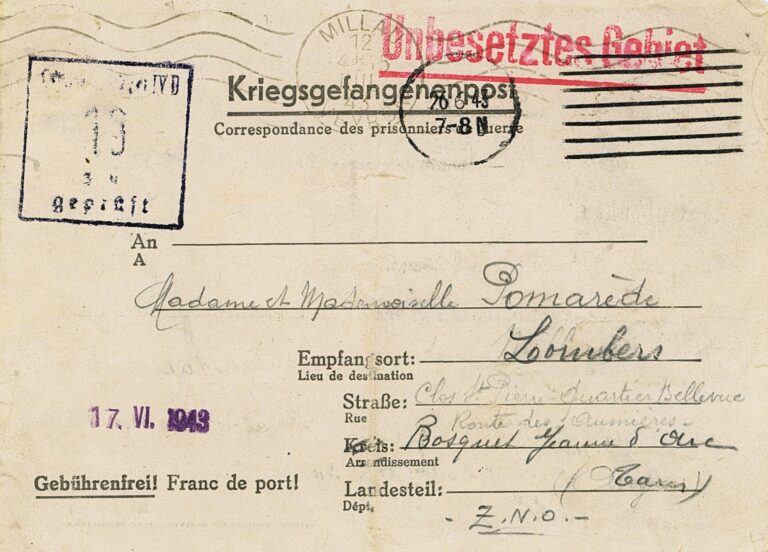 MILLAU
Unbesetztes Gebiet
Kriegsgefangenenpost
26 6 43
7-8 N
Correspondance des prisonniers de guerre
IVD
13
geprüft
An
A
Madame et Mademoiselle Pomarède
Empfangsort: Lombers
Lieu de destination
Straße: Clos St Pierre-Quartier Bellevue
Rue Route des Aumières-
17. VI. 1943
Kreis: Bosquet Jeanne d'Arc
Arrondissement
Gebührenfrei! Franc de port!
Landesteil: (Tarn)
Dépt.
- Z.N.O. -